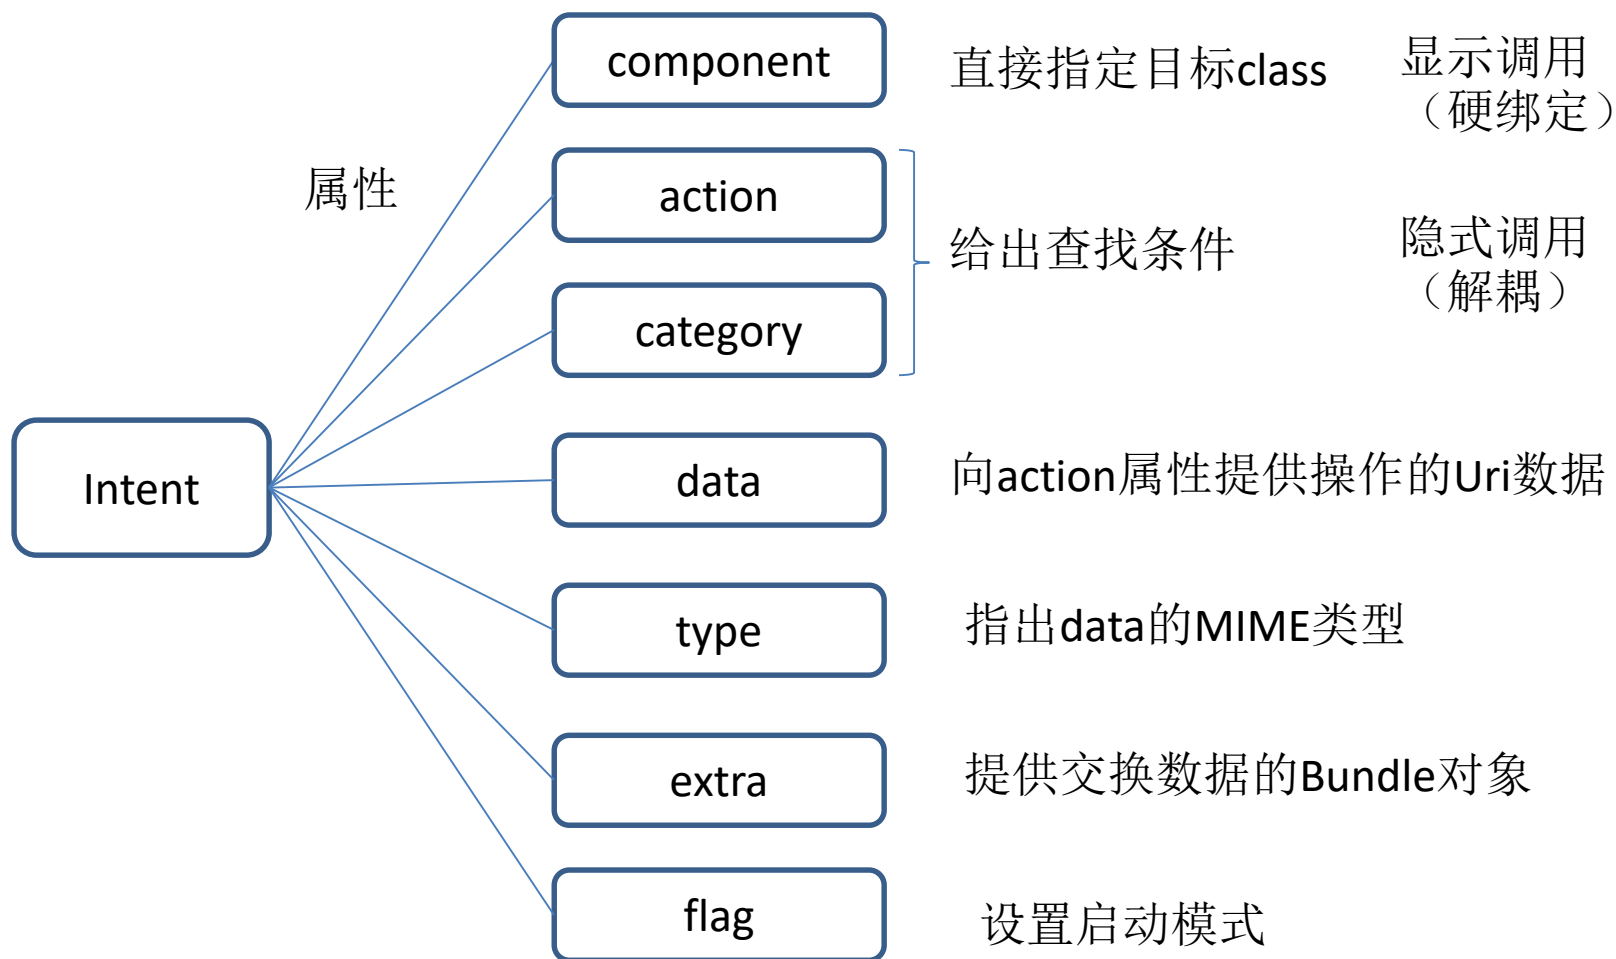 component
直接指定目标class
显示调用
（硬绑定）
属性
action
给出查找条件
隐式调用
（解耦）
category
Intent
data
向action属性提供操作的Uri数据
type
指出data的MIME类型
extra
提供交换数据的Bundle对象
flag
设置启动模式